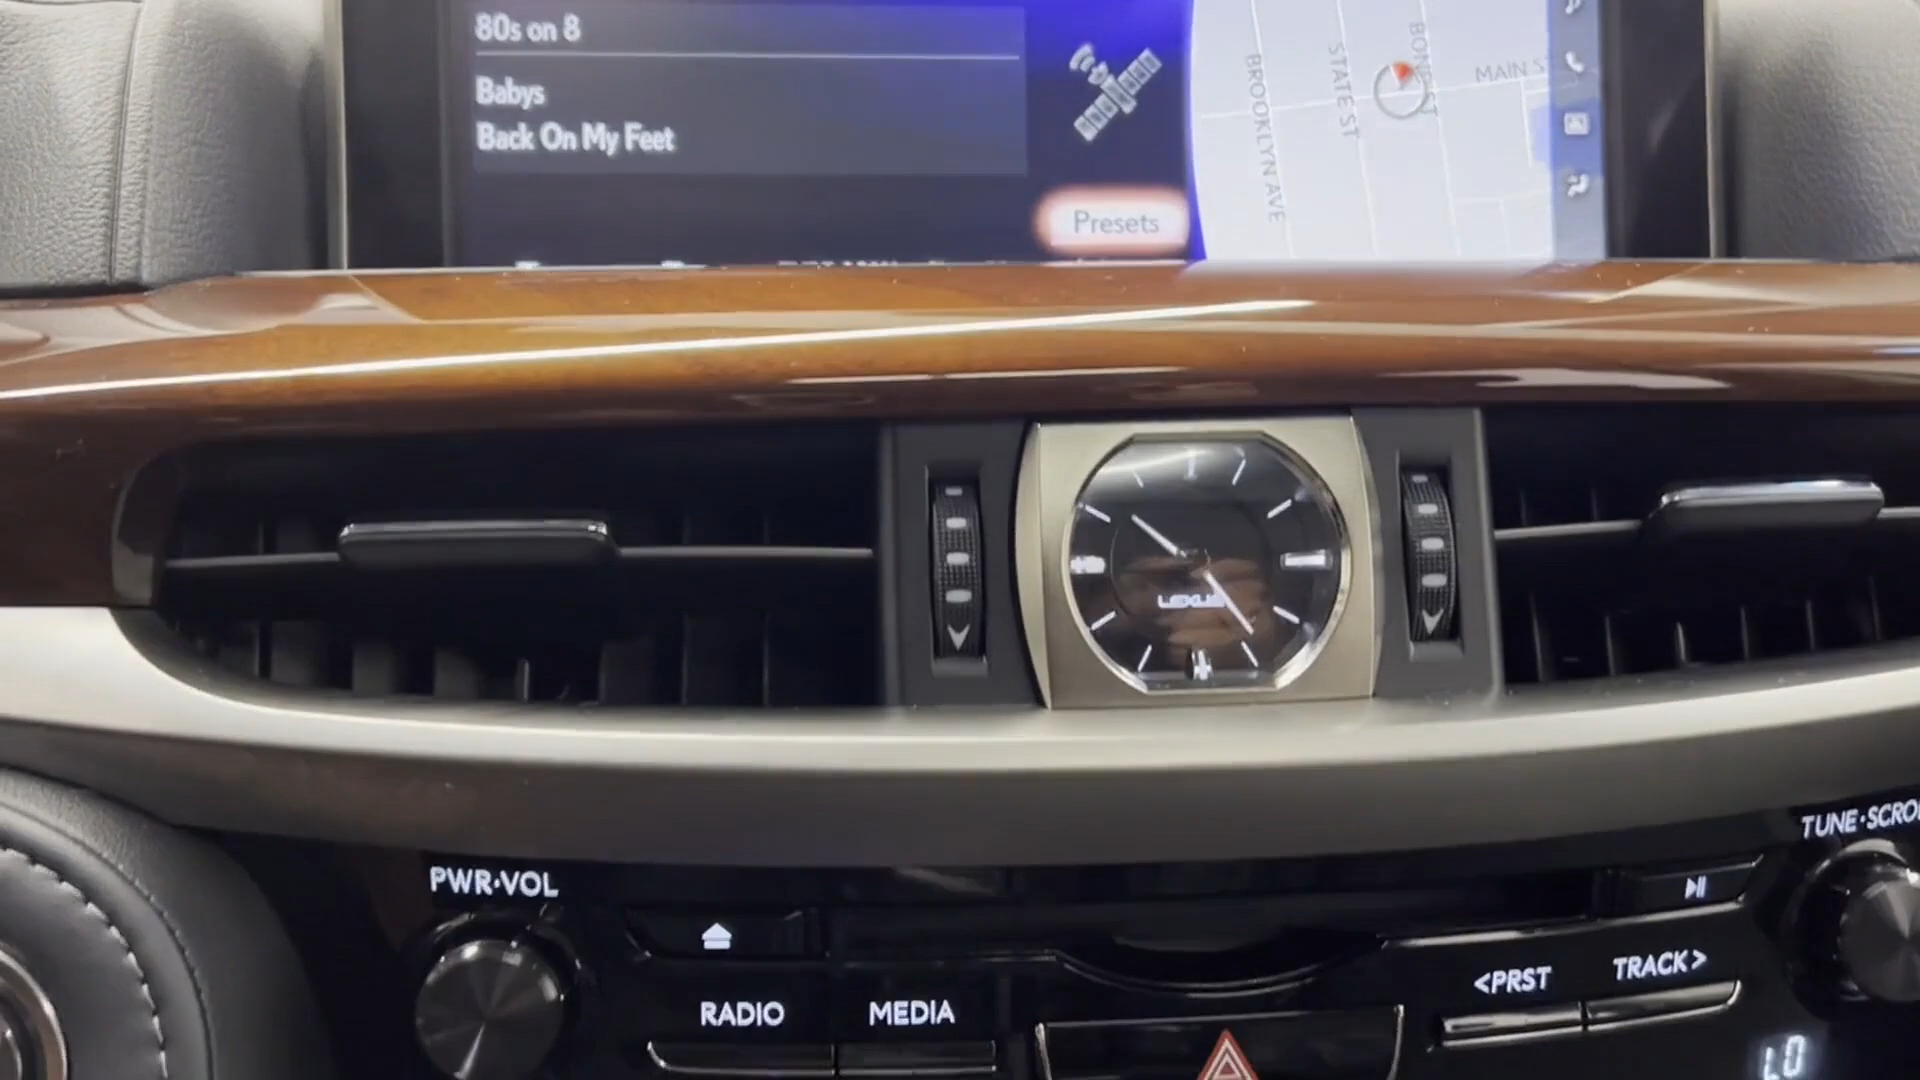 80s on 8
Babys
Back On My Feet
Presets
BROOKLYN AVE
STATE ST
MAIN ST
LEXUS
PWR•VOL
TUNE•SCRO
RADIO
MEDIA
<PRST
TRACK>
LO